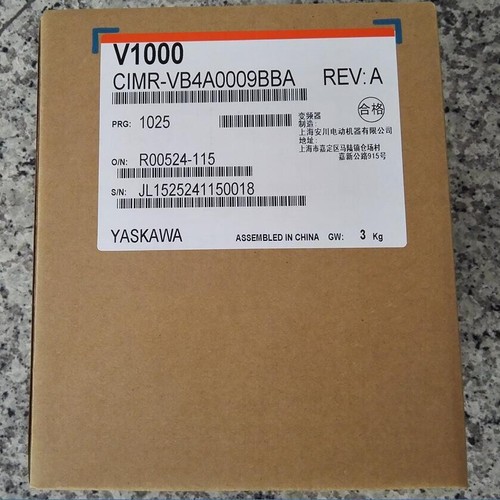 V1000
CIMR-VB4A0009BBA REV: A
PRG: 1025
变频器
制造:
上海安川电动机器有限公司
地址:
上海市嘉定区马陆镇仓场村
嘉新公路915号
合格
O/N: R00524-115
S/N: JL1525241150018
YASKAWA ASSEMBLED IN CHINA GW: 3 Kg